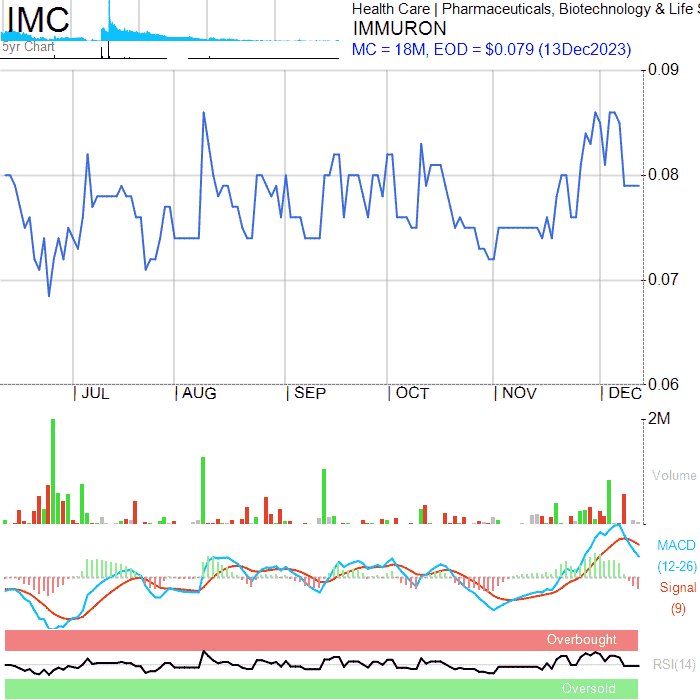 IMC
5yr Chart
Health Care | Pharmaceuticals, Biotechnology & Life S
IMMURON
MC = 18M, EOD = $0.079 (13Dec2023)
0.09
0.08
0.07
0.06
JUL
AUG
SEP
OCT
NOV
DEC
2M
Volume
MACD
(12-26)
Signal
(9)
Overbought
RSI(14)
Oversold